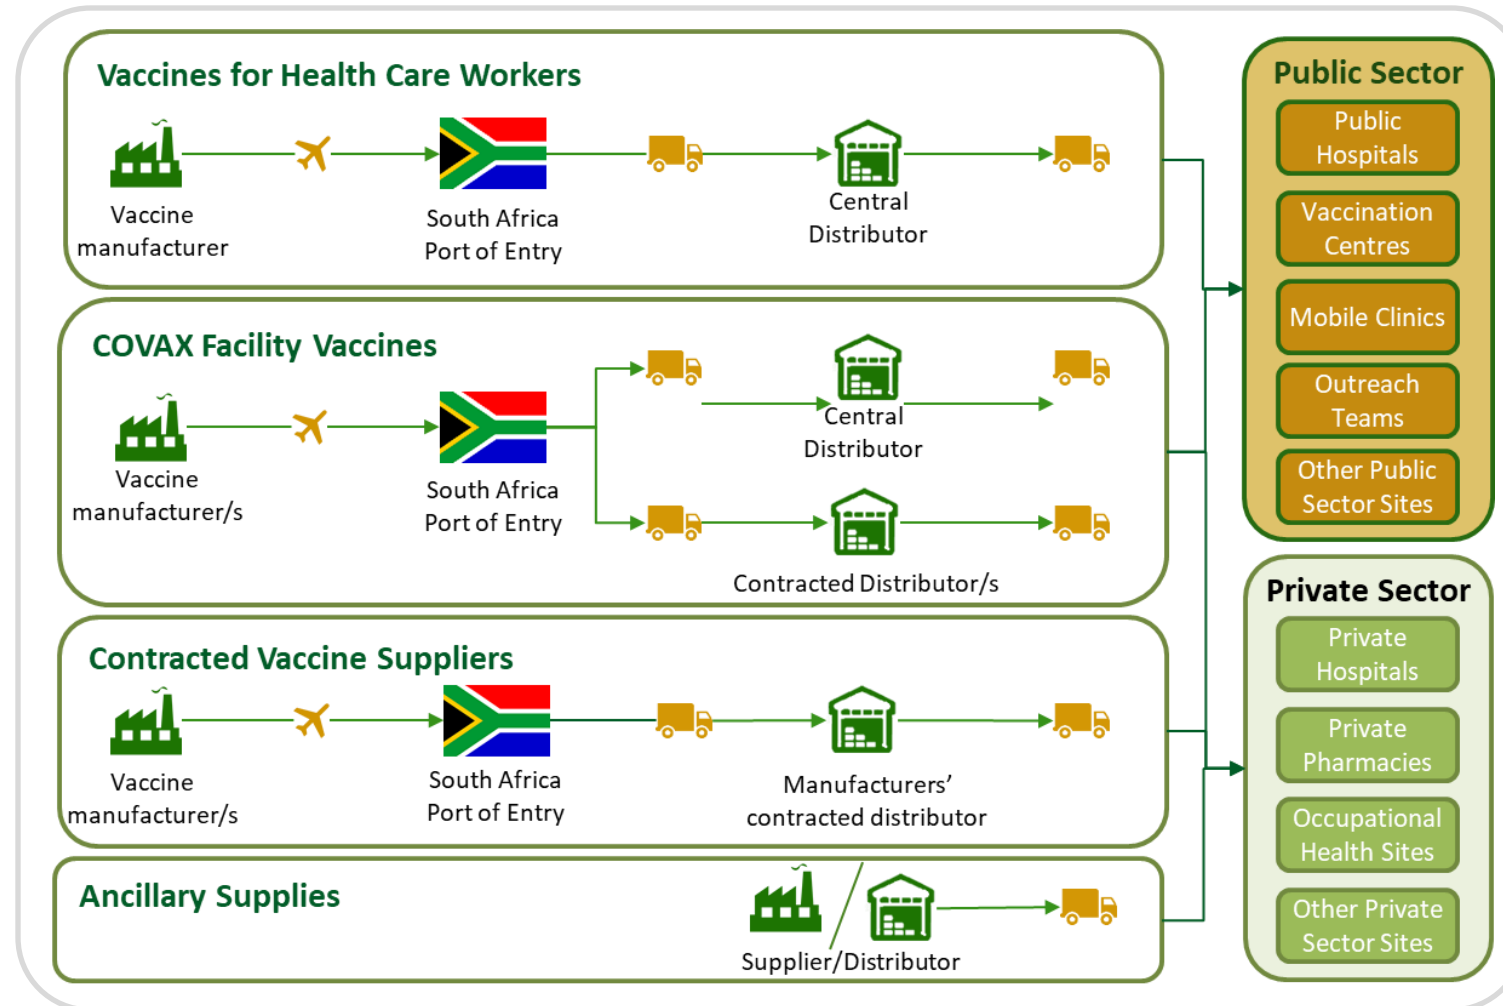 Vaccines for Health Care Workers
Vaccine
manufacturer
South Africa
Port of Entry
Central
Distributor
COVAX Facility Vaccines
Vaccine
manufacturer/s
South Africa
Port of Entry
Central
Distributor
Contracted Distributor/s
Contracted Vaccine Suppliers
Vaccine
manufacturer/s
South Africa
Port of Entry
Manufacturers’
contracted distributor
Ancillary Supplies
Supplier/Distributor
Public Sector
Public
Hospitals
Vaccination
Centres
Mobile Clinics
Outreach
Teams
Other Public
Sector Sites
Private Sector
Private
Hospitals
Private
Pharmacies
Occupational
Health Sites
Other Private
Sector Sites